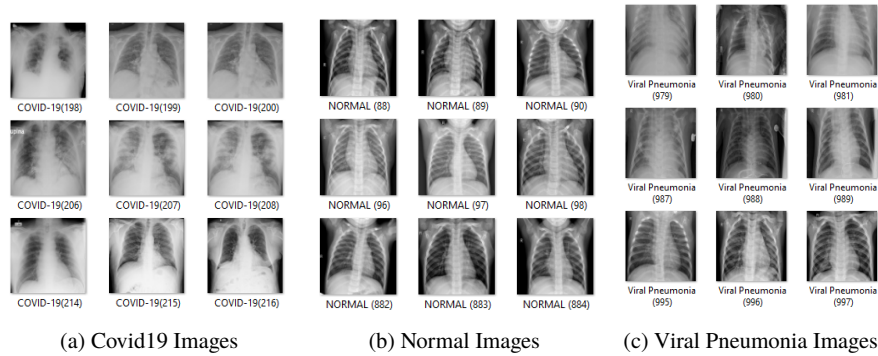 COVID-19(198) COVID-19(199) COVID-19(200)
COVID-19(206) COVID-19(207) COVID-19(208)
COVID-19(214) COVID-19(215) COVID-19(216)
(a) Covid19 Images
NORMAL (88) NORMAL (89) NORMAL (90)
NORMAL (96) NORMAL (97) NORMAL (98)
NORMAL (882) NORMAL (883) NORMAL (884)
(b) Normal Images
Viral Pneumonia Viral Pneumonia Viral Pneumonia
(979) (980) (981)
Viral Pneumonia Viral Pneumonia Viral Pneumonia
(987) (988) (989)
Viral Pneumonia Viral Pneumonia Viral Pneumonia
(995) (996) (997)
(c) Viral Pneumonia Images